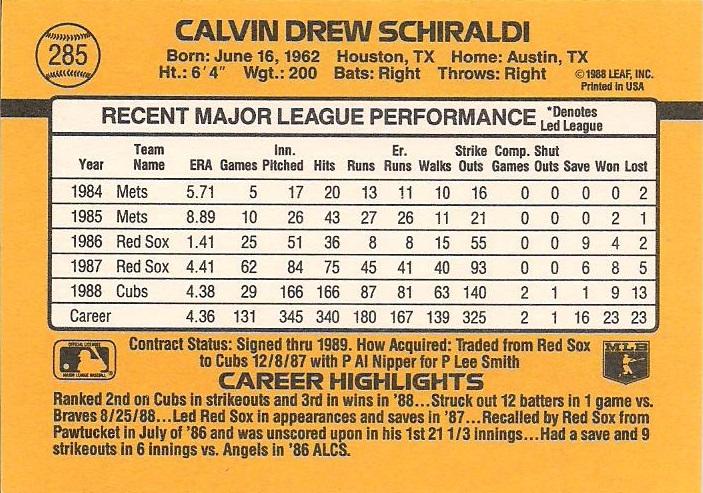 285
CALVIN DREW SCHIRALDI
Born: June 16, 1962 Houston, TX Home: Austin, TX
Ht.: 6'4" Wgt.: 200 Bats: Right Throws: Right
©1988 LEAF, INC.
Printed in USA
RECENT MAJOR LEAGUE PERFORMANCE *Denotes Led League
Year Team Name ERA Games Inn. Pitched Hits Runs Er. Runs Walks Strike Outs Comp. Games Shut Outs Save Won Lost
1984 Mets 5.71 5 17 20 13 11 10 16 0 0 0 0 2
1985 Mets 8.89 10 26 43 27 26 11 21 0 0 0 2 1
1986 Red Sox 1.41 25 51 36 8 8 15 55 0 0 9 4 2
1987 Red Sox 4.41 62 84 75 45 41 40 93 0 0 6 8 5
1988 Cubs 4.38 29 166 166 87 81 63 140 2 1 1 9 13
Career 4.36 131 345 340 180 167 139 325 2 1 16 23 23
Contract Status: Signed thru 1989. How Acquired: Traded from Red Sox
to Cubs 12/8/87 with P Al Nipper for P Lee Smith
MAJOR LEAGUE BASEBALL
MLB
CAREER HIGHLIGHTS
Ranked 2nd on Cubs in strikeouts and 3rd in wins in '88...Struck out 12 batters in 1 game vs.
Braves 8/25/88...Led Red Sox in appearances and saves in '87...Recalled by Red Sox from
Pawtucket in July of '86 and was unscored upon in his 1st 21 1/3 innings...Had a save and 9
strikeouts in 6 innings vs. Angels in '86 ALCS.